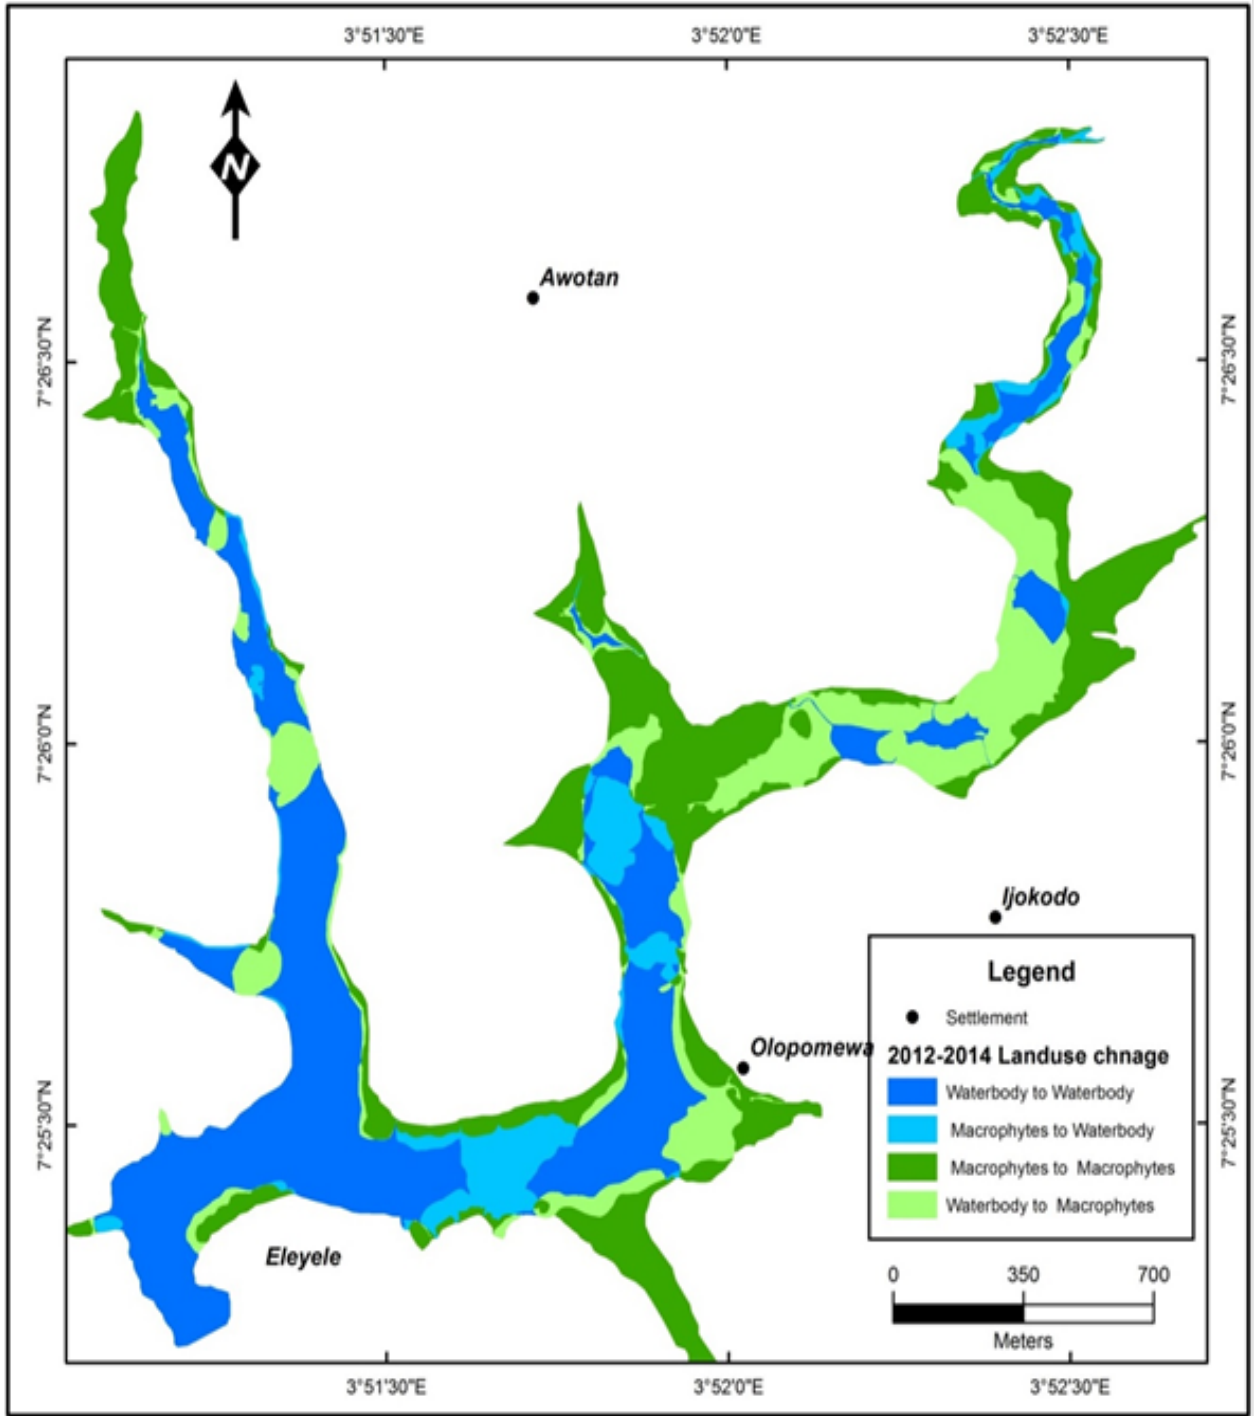 3°51'30"E 3°52'0"E 3°52'30"E
N
Awotan
7°26'30"N 7°26'30"N
7°26'0"N 7°26'0"N
Ijokodo
Legend
Settlement
Olopomewa
2012-2014 Landuse chnage
Waterbody to Waterbody
Macrophytes to Waterbody
Macrophytes to Macrophytes
Waterbody to Macrophytes
7°25'30"N 7°25'30"N
Eleyele
0 350 700
Meters
3°51'30"E 3°52'0"E 3°52'30"E